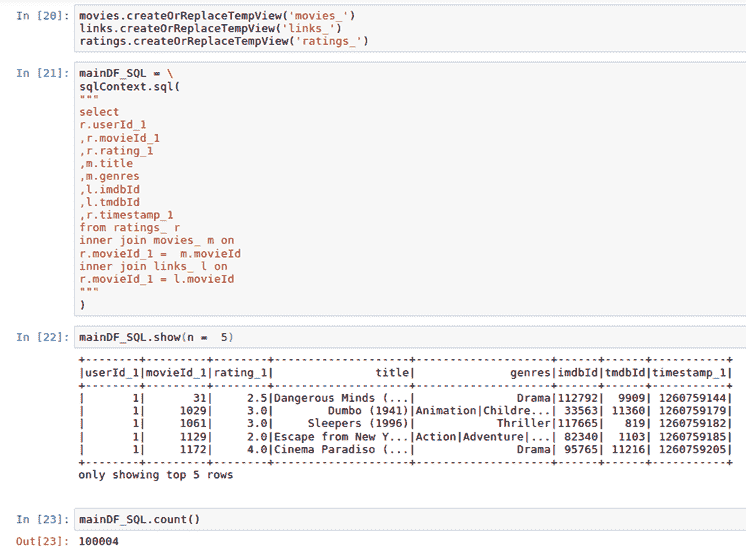 In [20]: movies.createOrReplaceTempView('movies_')
links.createOrReplaceTempView('links_')
ratings.createOrReplaceTempView('ratings_')
In [21]: mainDF_SQL = \
sqlContext.sql(
"""
select
r.userId_1
,r.movieId_1
,r.rating_1
,m.title
,m.genres
,l.imdbId
,l.tmdbId
,r.timestamp_1
from ratings_ r
inner join movies_ m on
r.movieId_1 =  m.movieId
inner join links_ l on
r.movieId_1 = l.movieId
"""
)
In [22]: mainDF_SQL.show(n =  5)
+--------+---------+--------+--------------------+--------------------+------+------+-----------+
|userId_1|movieId_1|rating_1|               title|              genres|imdbId|tmdbId|timestamp_1|
+--------+---------+--------+--------------------+--------------------+------+------+-----------+
|       1|       31|     2.5|Dangerous Minds (...|               Drama|112792|  9909| 1260759144|
|       1|     1029|     3.0|        Dumbo (1941)|Animation|Childre...| 33563| 11360| 1260759179|
|       1|     1061|     3.0|     Sleepers (1996)|            Thriller|117665|   819| 1260759182|
|       1|     1129|     2.0|Escape from New Y...|Action|Adventure|...| 82340|  1103| 1260759185|
|       1|     1172|     4.0|Cinema Paradiso (...|               Drama| 95765| 11216| 1260759205|
+--------+---------+--------+--------------------+--------------------+------+------+-----------+
only showing top 5 rows
In [23]: mainDF_SQL.count()
Out[23]: 100004